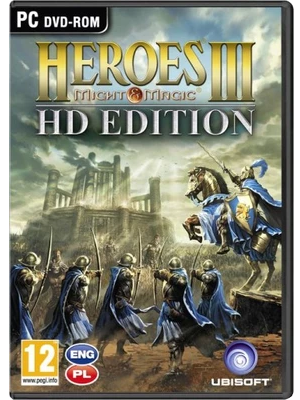 PC DVD-ROM
HEROES III
MIGHT & MAGIC
HD EDITION
12
www.pegi.info
ENG
PL
UBISOFT